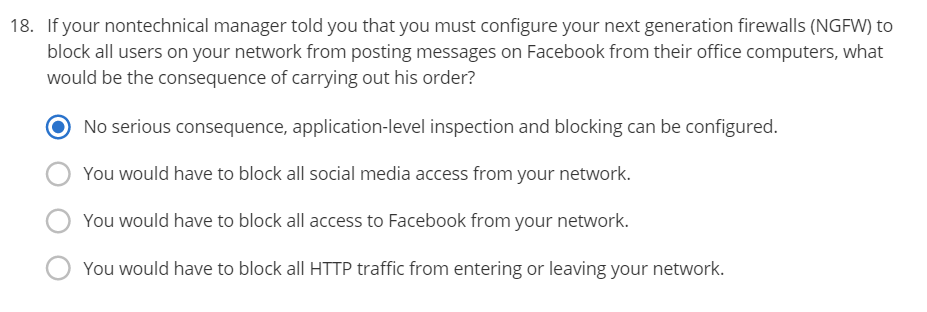 18. If your nontechnical manager told you that you must configure your next generation firewalls (NGFW) to
block all users on your network from posting messages on Facebook from their office computers, what
would be the consequence of carrying out his order?
No serious consequence, application-level inspection and blocking can be configured.
You would have to block all social media access from your network.
You would have to block all access to Facebook from your network.
You would have to block all HTTP traffic from entering or leaving your network.